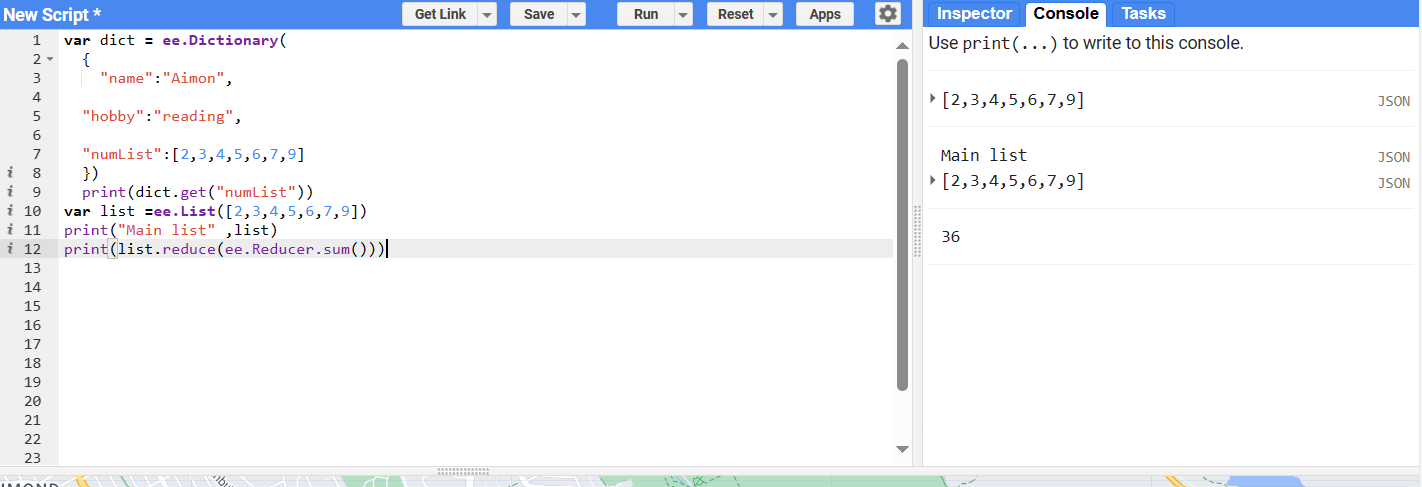 New Script *
Get Link
Save
Run
Reset
Apps
1 var dict = ee.Dictionary(
2 {
3 "name":"Aimon",
4
5 "hobby":"reading",
6
7 "numList":[2,3,4,5,6,7,9]
i 8 })
i 9 print(dict.get("numList"))
i 10 var list =ee.List([2,3,4,5,6,7,9])
i 11 print("Main list" ,list)
i 12 print(list.reduce(ee.Reducer.sum()))
13
14
15
16
17
18
19
20
21
22
23
Inspector
Console
Tasks
Use print(...) to write to this console.
[2,3,4,5,6,7,9] JSON
Main list JSON
[2,3,4,5,6,7,9] JSON
36